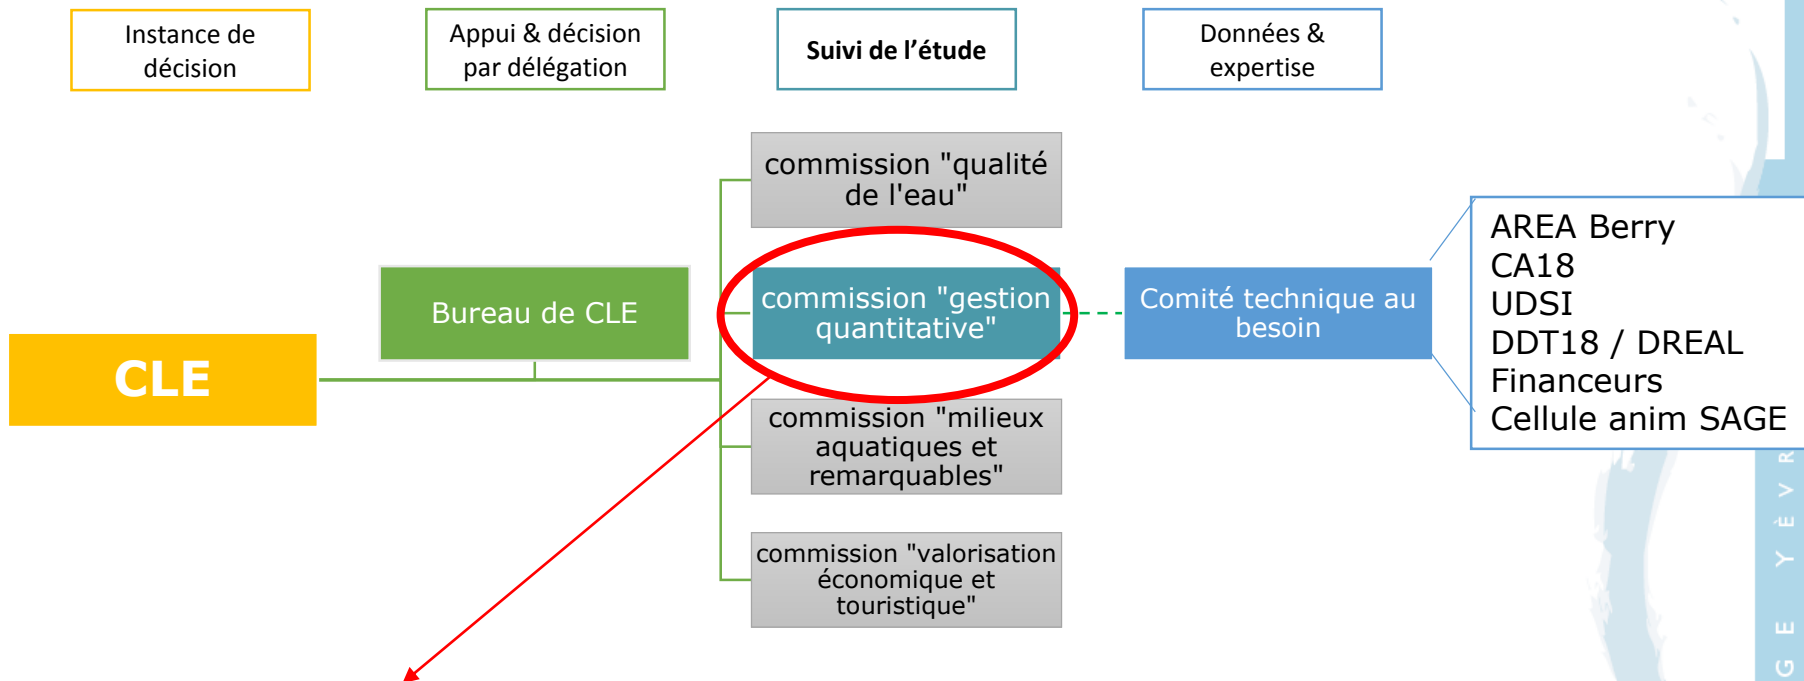 Instance de
décision
Appui & décision
par délégation
Suivi de l'étude
Données &
expertise
commission "qualité
de l'eau"
Bureau de CLE
commission "gestion
quantitative"
Comité technique au
besoin
AREA Berry
CA18
UDSI
DDT18 / DREAL
Financeurs
Cellule anim SAGE
CLE
commission "milieux
aquatiques et
remarquables"
commission "valorisation
économique et
touristique"
G E Y È V R